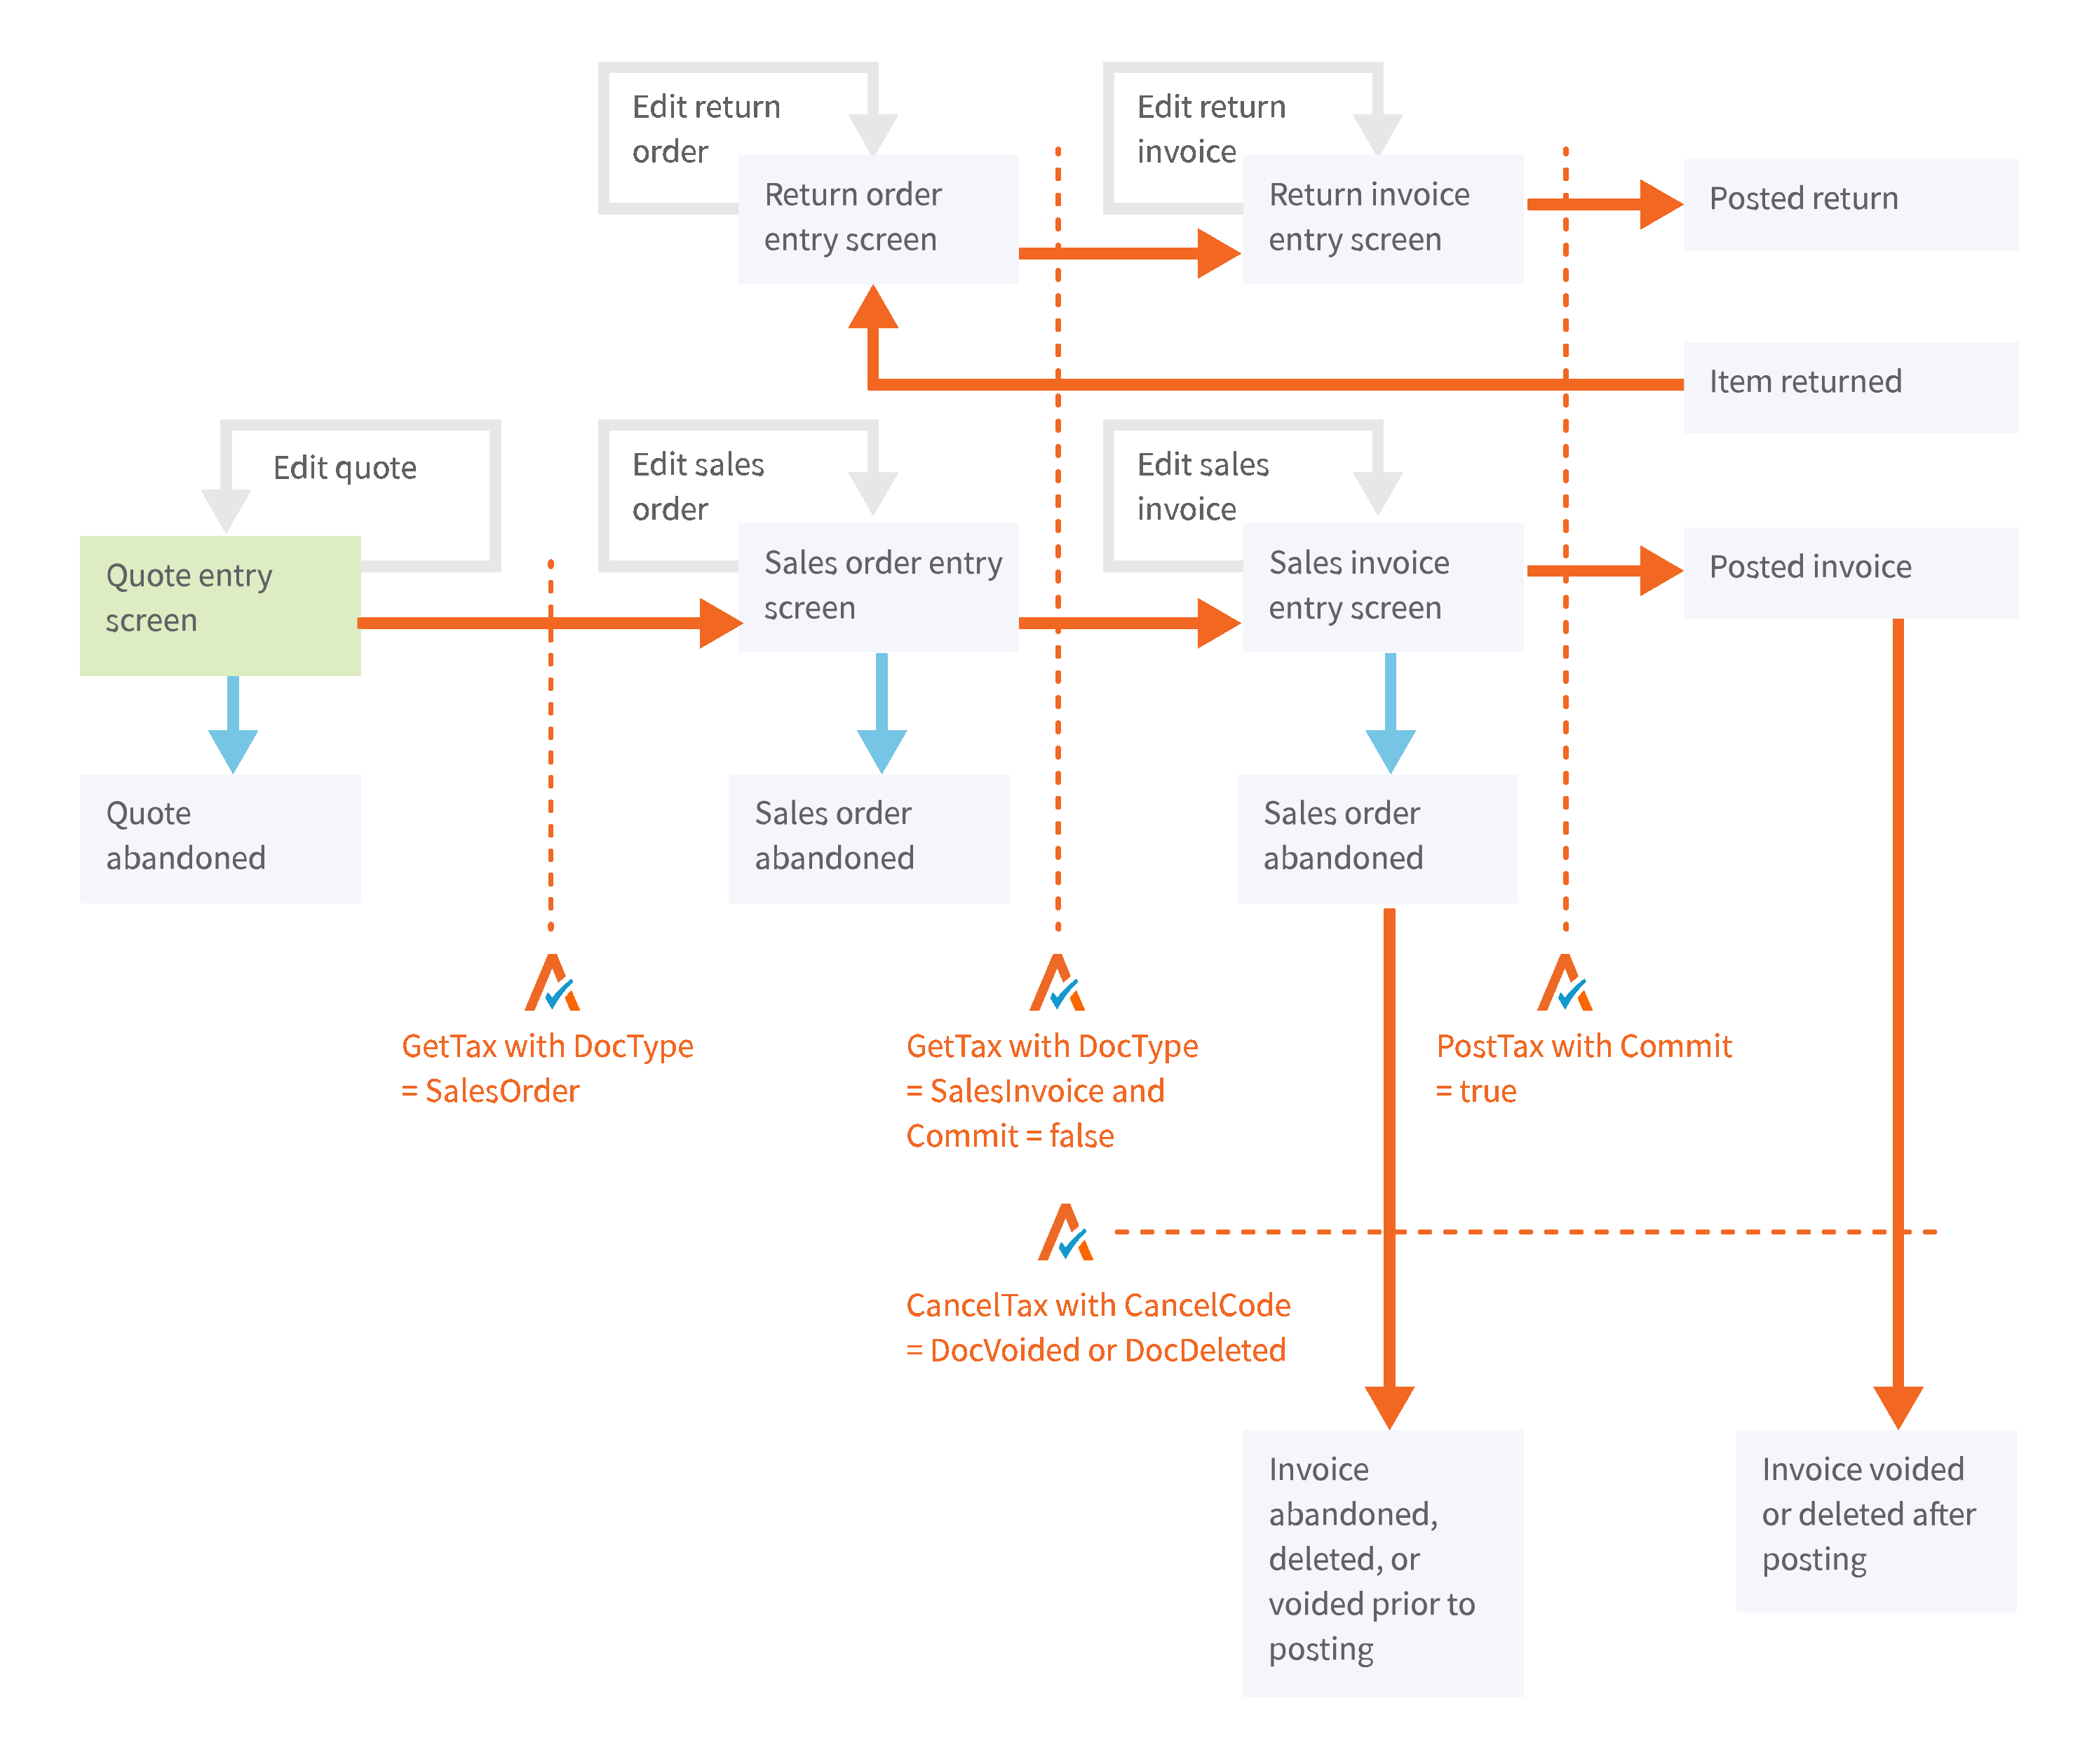 Edit return
order
Edit return
invoice
Return order
entry screen
Return invoice
entry screen
Posted return
Item returned
Edit quote
Edit sales
order
Edit sales
invoice
Quote entry
screen
Sales order entry
screen
Sales invoice
entry screen
Posted invoice
Quote
abandoned
Sales order
abandoned
Sales order
abandoned
GetTax with DocType
= SalesOrder
GetTax with DocType
= SalesInvoice and
Commit = false
PostTax with Commit
= true
CancelTax with CancelCode
= DocVoided or DocDeleted
Invoice
abandoned,
deleted, or
voided prior to
posting
Invoice voided
or deleted after
posting